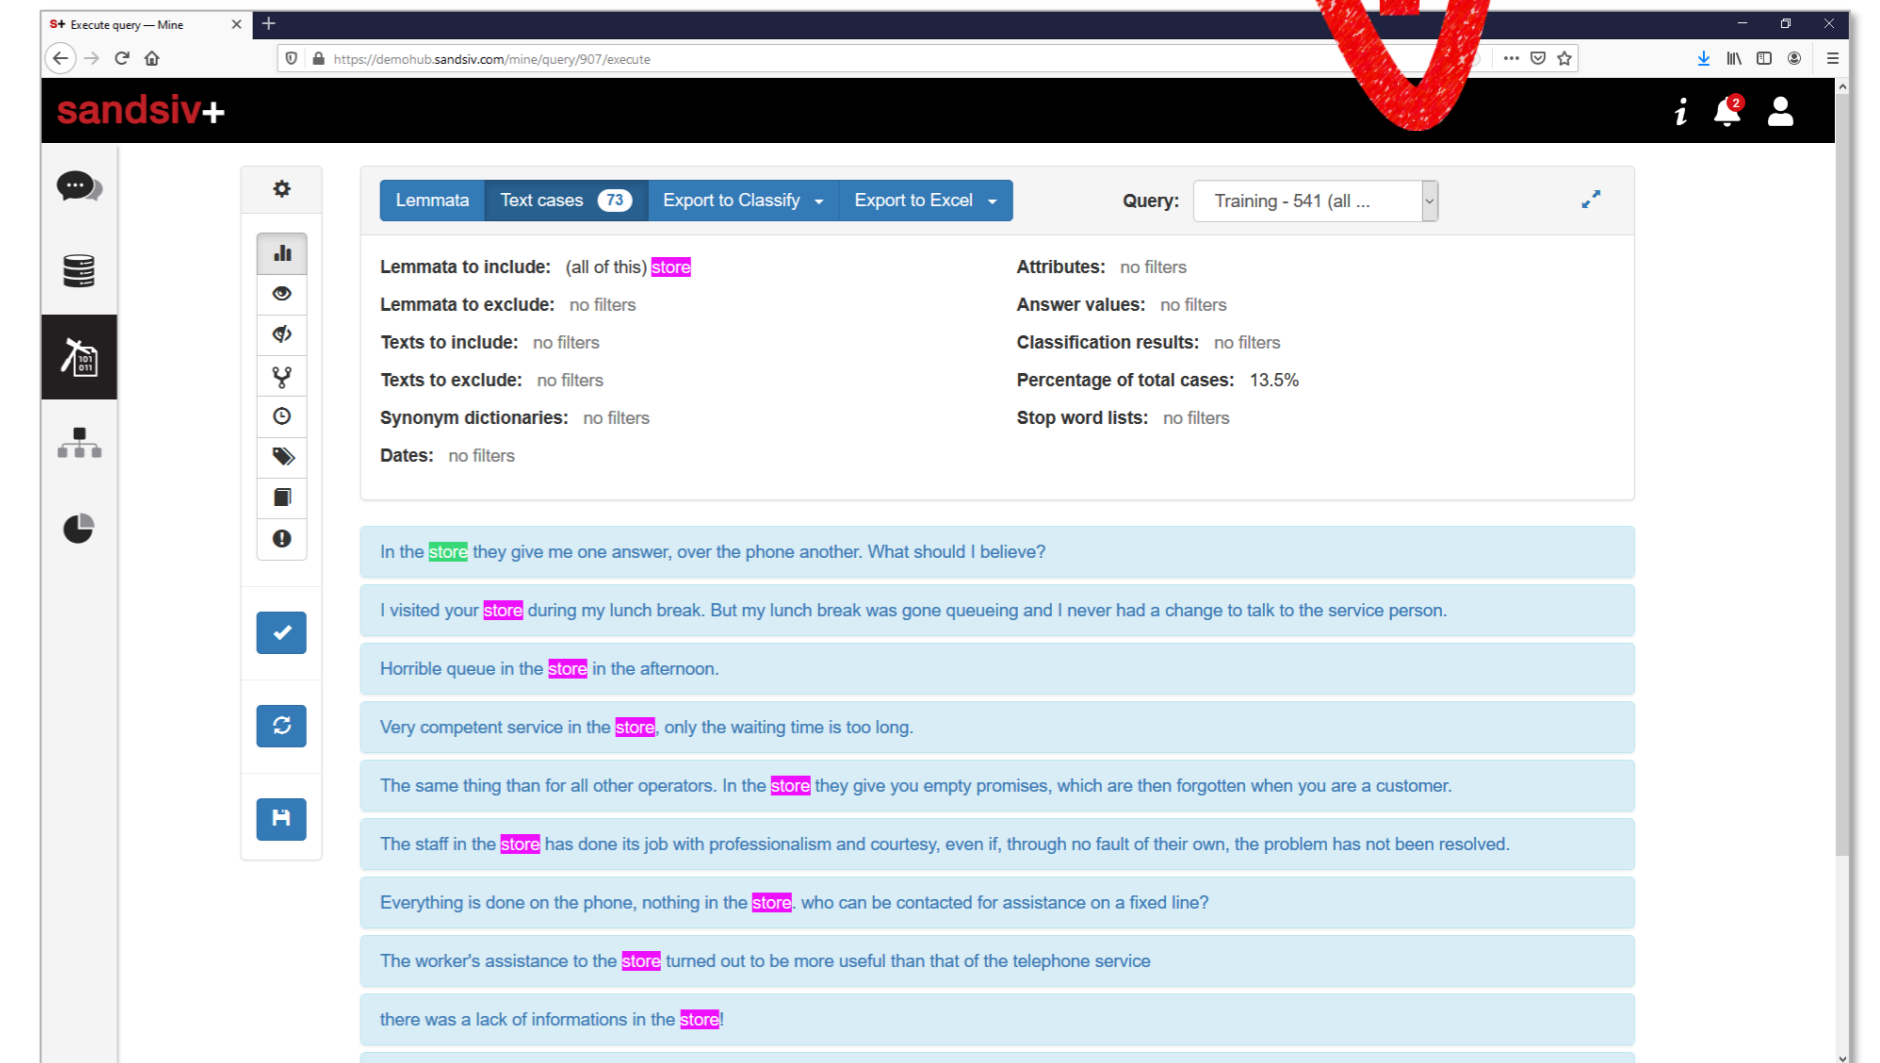 S+ Execute query — Mine
https://demohub.sandsiv.com/mine/query/907/execute
sandsiv+
i
2
Lemmata
Text cases 73
Export to Classify
Export to Excel
Query: Training - 541 (all ...
Lemmata to include: (all of this) store
Attributes: no filters
Lemmata to exclude: no filters
Answer values: no filters
Texts to include: no filters
Classification results: no filters
Texts to exclude: no filters
Percentage of total cases: 13.5%
Synonym dictionaries: no filters
Stop word lists: no filters
Dates: no filters
101
011
In the store they give me one answer, over the phone another. What should I believe?
I visited your store during my lunch break. But my lunch break was gone queueing and I never had a change to talk to the service person.
Horrible queue in the store in the afternoon.
Very competent service in the store, only the waiting time is too long.
The same thing than for all other operators. In the store they give you empty promises, which are then forgotten when you are a customer.
The staff in the store has done its job with professionalism and courtesy, even if, through no fault of their own, the problem has not been resolved.
Everything is done on the phone, nothing in the store. who can be contacted for assistance on a fixed line?
The worker's assistance to the store turned out to be more useful than that of the telephone service
there was a lack of informations in the store!